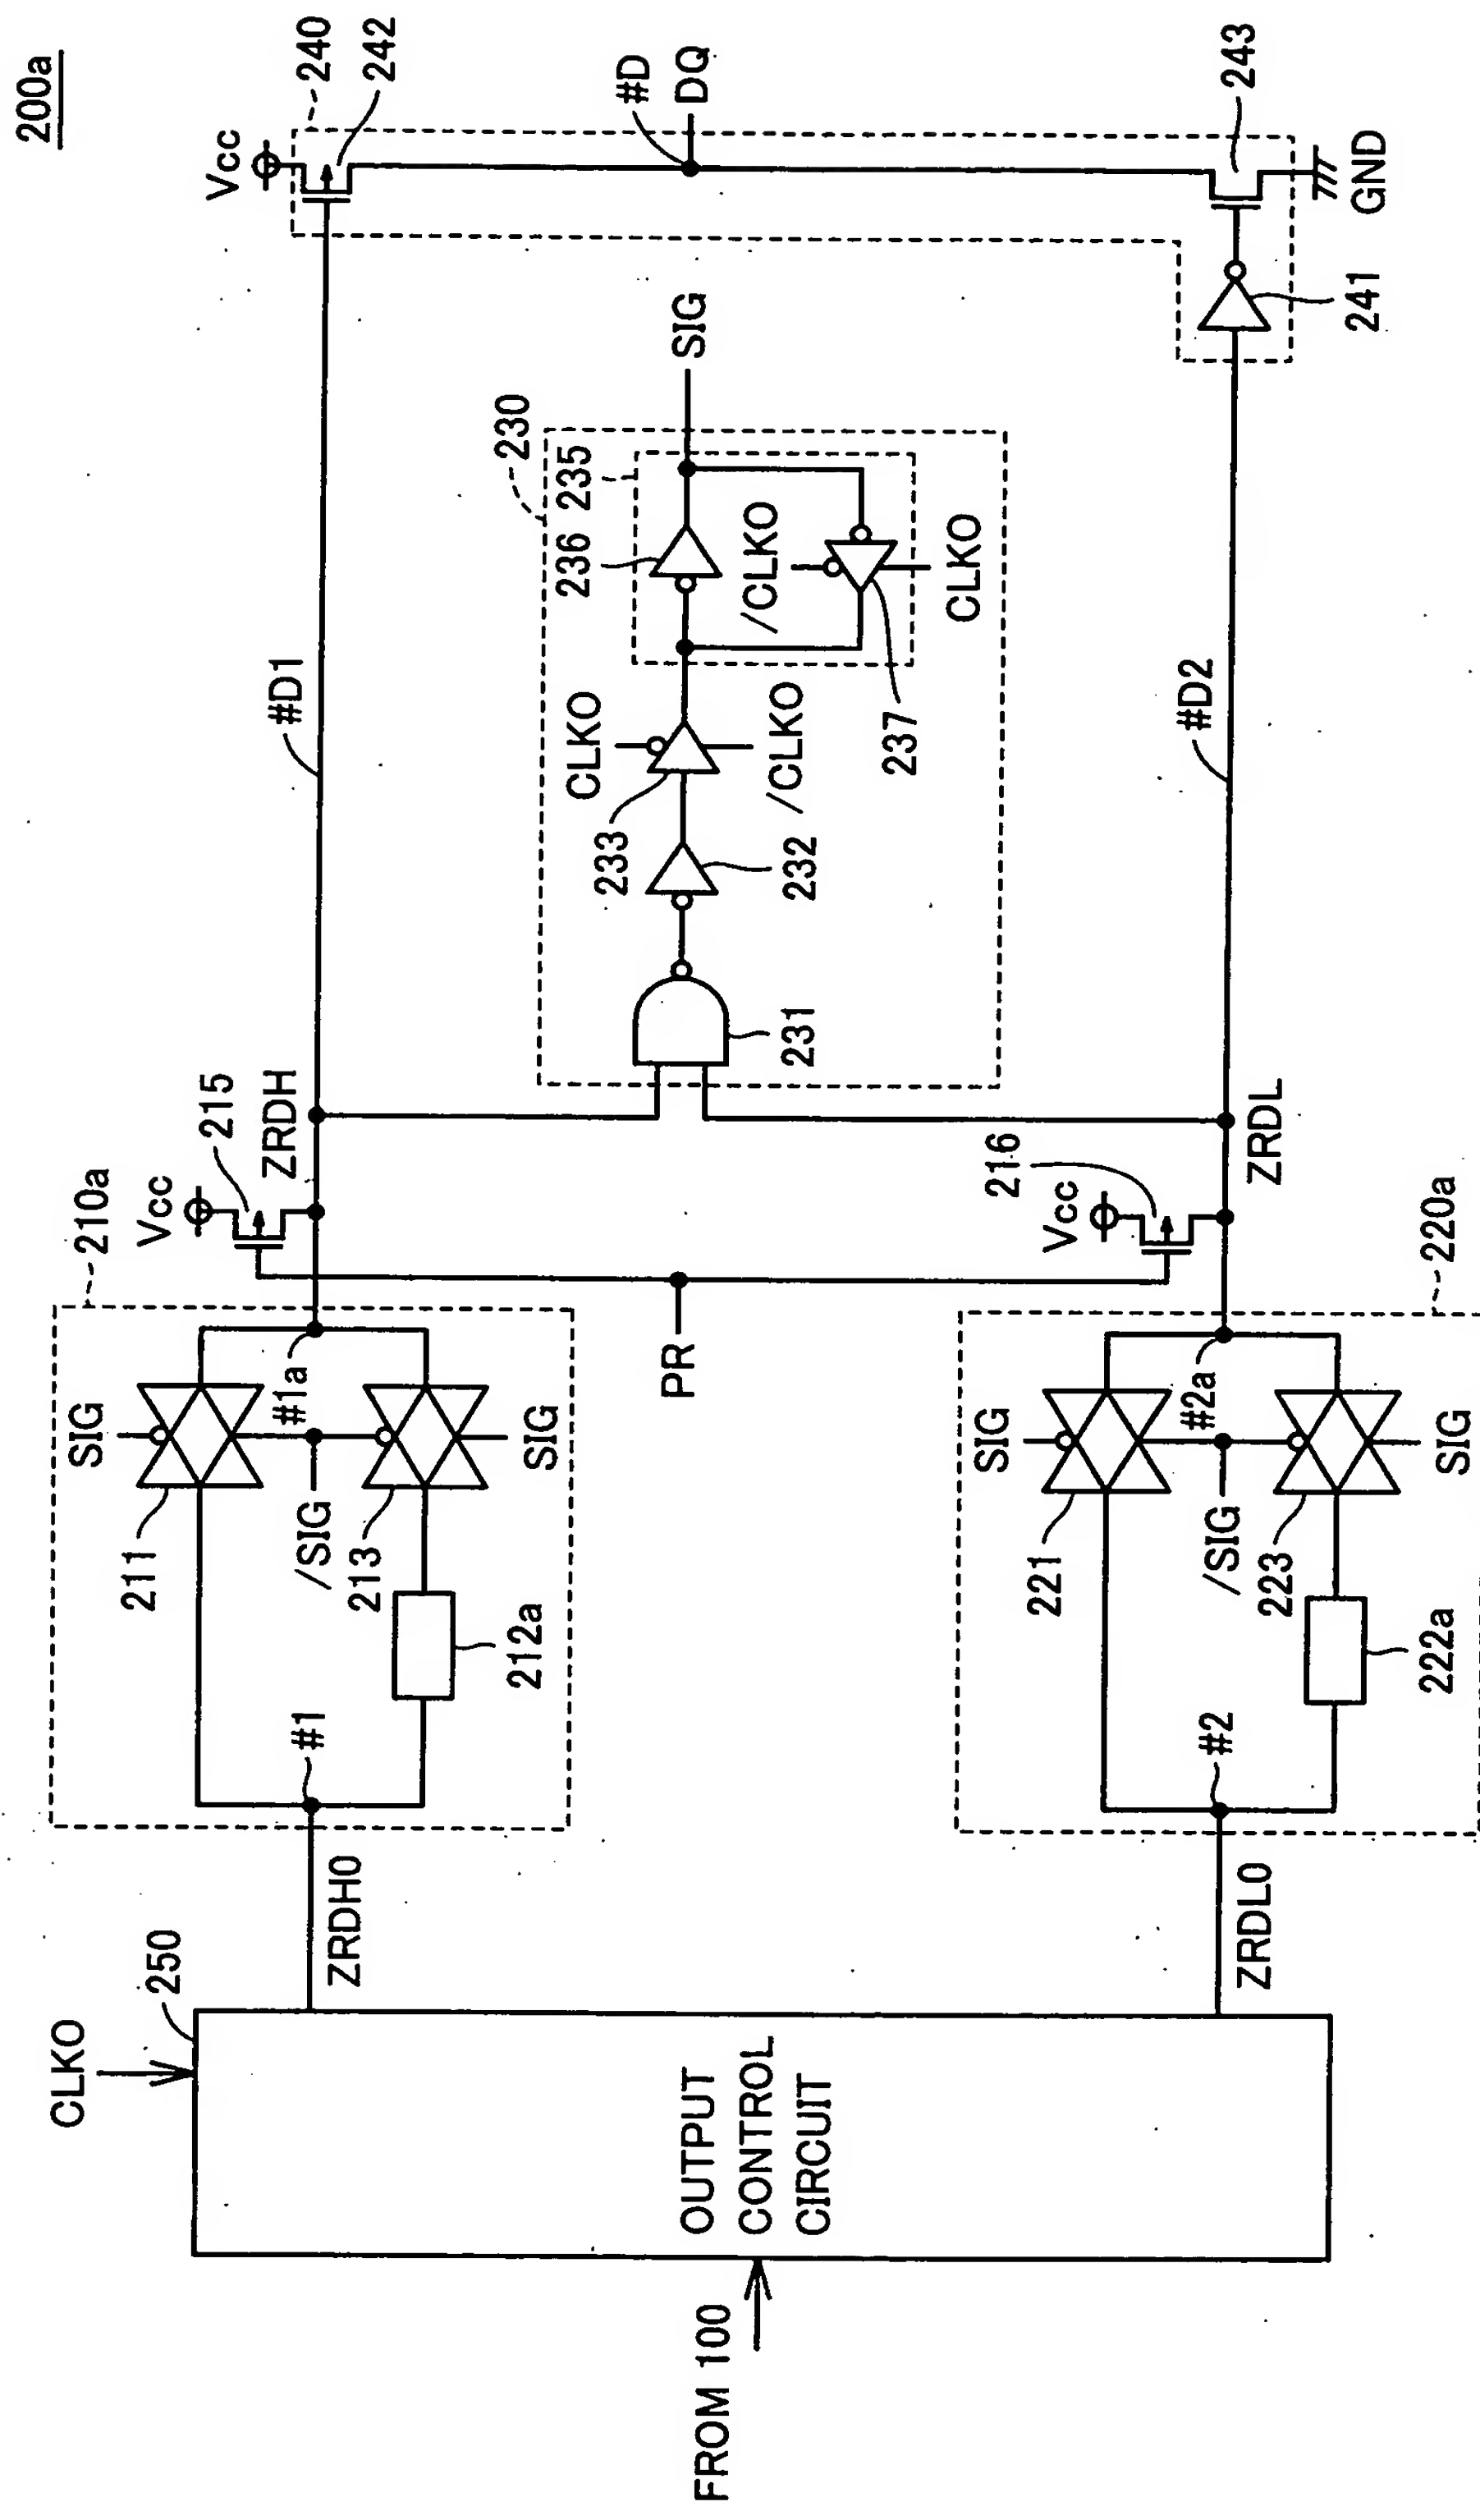 200a
FROM 100
CLKO
250
OUTPUT
CONTROL
CIRCUIT
ZRDH0
ZRDL0
210a
#1
211
SIG
/SIG
213
SIG
212a
#1a
Vcc
215
ZRDH
PR
220a
#2
221
SIG
/SIG
223
SIG
222a
#2a
Vcc
216
ZRDL
#D1
230
231
232
233
CLKO
/CLKO
235
236
/CLKO
237
CLKO
SIG
#D2
Vcc
240
242
#D
DQ
241
243
GND